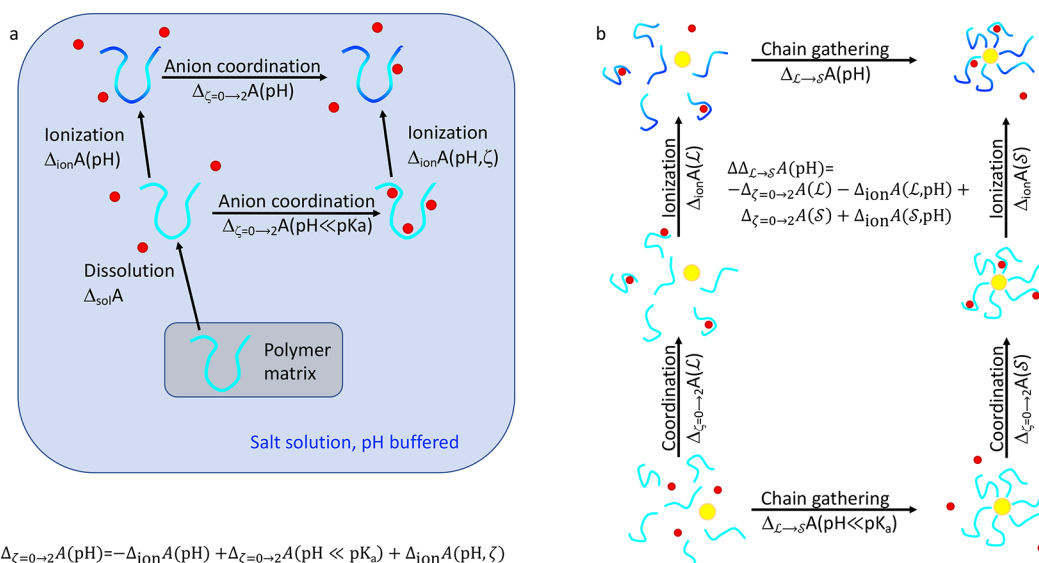 a
Anion coordination
Δζ=0→2A(pH)
Ionization
ΔionA(pH)
Ionization
ΔionA(pH,ζ)
Anion coordination
Δζ=0→2A(pH≪pKa)
Dissolution
ΔsolA
Polymer
matrix
Salt solution, pH buffered
Δζ=0→2A(pH)=−ΔionA(pH) +Δζ=0→2A(pH ≪ pKa) + ΔionA(pH, ζ)
b
Chain gathering
Δℒ→𝒮A(pH)
Ionization
ΔionA(ℒ)
ΔΔℒ→𝒮A(pH)=
−Δζ=0→2A(ℒ) − ΔionA(ℒ,pH) +
Δζ=0→2A(𝒮) + ΔionA(𝒮,pH)
Ionization
ΔionA(𝒮)
Coordination
Δζ=0→2A(ℒ)
Coordination
Δζ=0→2A(𝒮)
Chain gathering
Δℒ→𝒮A(pH≪pKa)